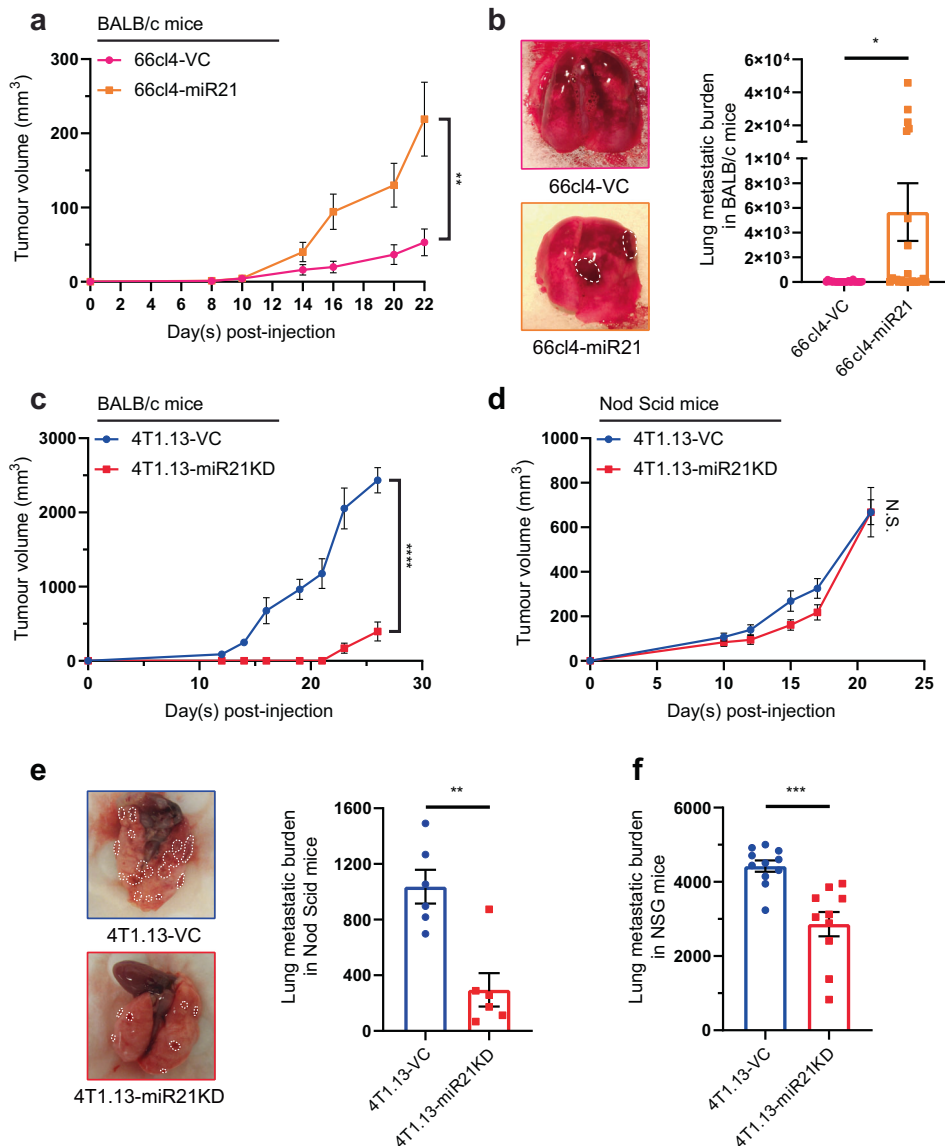 a
BALB/c mice
66cl4-VC
66cl4-miR21
Tumour volume (mm³)
300
200
100
0
**
0 2 4 6 8 10 12 14 16 18 20 22
Day(s) post-injection
b
66cl4-VC
66cl4-miR21
Lung metastatic burden
in BALB/c mice
*
6×10⁴
4×10⁴
2×10⁴
1×10⁴
8×10³
6×10³
4×10³
2×10³
0
66cl4-VC
66cl4-miR21
c
BALB/c mice
4T1.13-VC
4T1.13-miR21KD
Tumour volume (mm³)
3000
2000
1000
0
****
0 10 20 30
Day(s) post-injection
d
Nod Scid mice
4T1.13-VC
4T1.13-miR21KD
Tumour volume (mm³)
1000
800
600
400
200
0
N.S.
0 5 10 15 20 25
Day(s) post-injection
e
4T1.13-VC
4T1.13-miR21KD
Lung metastatic burden
in Nod Scid mice
**
1600
1200
800
400
0
4T1.13-VC
4T1.13-miR21KD
f
Lung metastatic burden
in NSG mice
***
6000
4000
2000
0
4T1.13-VC
4T1.13-miR21KD